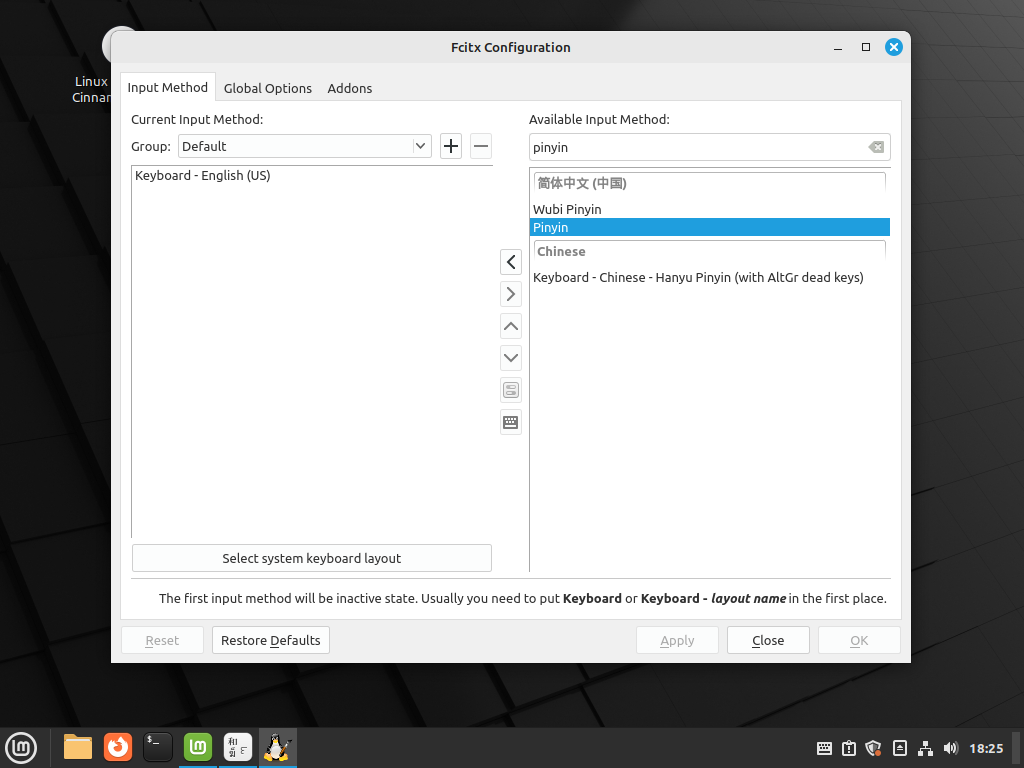 Linux
Cinnar
Fcitx Configuration
Input Method
Global Options
Addons
Current Input Method:
Available Input Method:
Group:
Default
pinyin
Keyboard - English (US)
简体中文 (中国)
Wubi Pinyin
Pinyin
Chinese
Keyboard - Chinese - Hanyu Pinyin (with AltGr dead keys)
Select system keyboard layout
The first input method will be inactive state. Usually you need to put Keyboard or Keyboard - layout name in the first place.
Reset
Restore Defaults
Apply
Close
OK
18:25